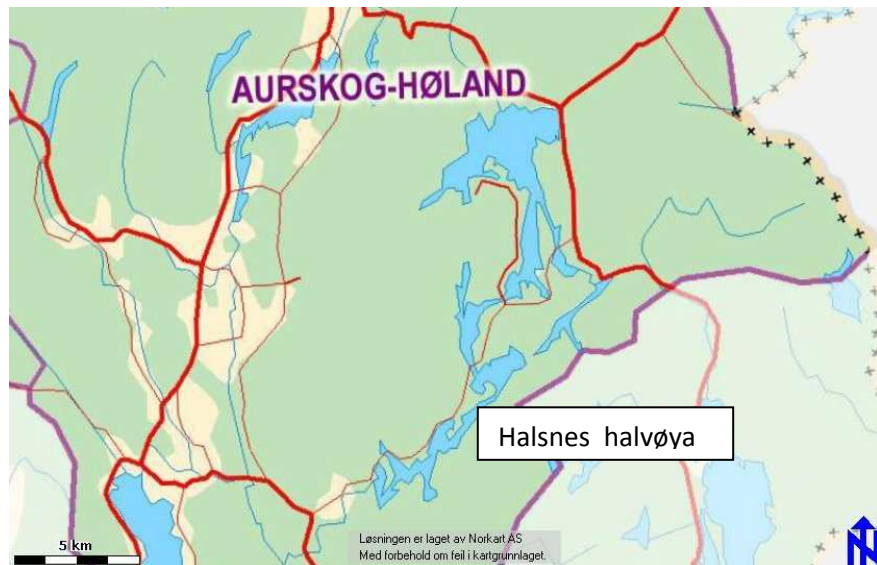 AURSKOG-HØLAND
Halsnes halvøya
5 km
Løsningen er laget av Norkart AS
Med forbehold om feil i kartgrunnlaget.
N